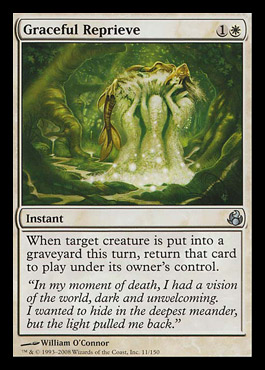 Graceful Reprieve 1
Instant
When target creature is put into a
graveyard this turn, return that card
to play under its owner's control.
"In my moment of death, I had a vision
of the world, dark and unwelcoming.
I wanted to hide in the deepest meander,
but the light pulled me back."
William O'Connor
™ & © 1993–2008 Wizards of the Coast, Inc. 11/150